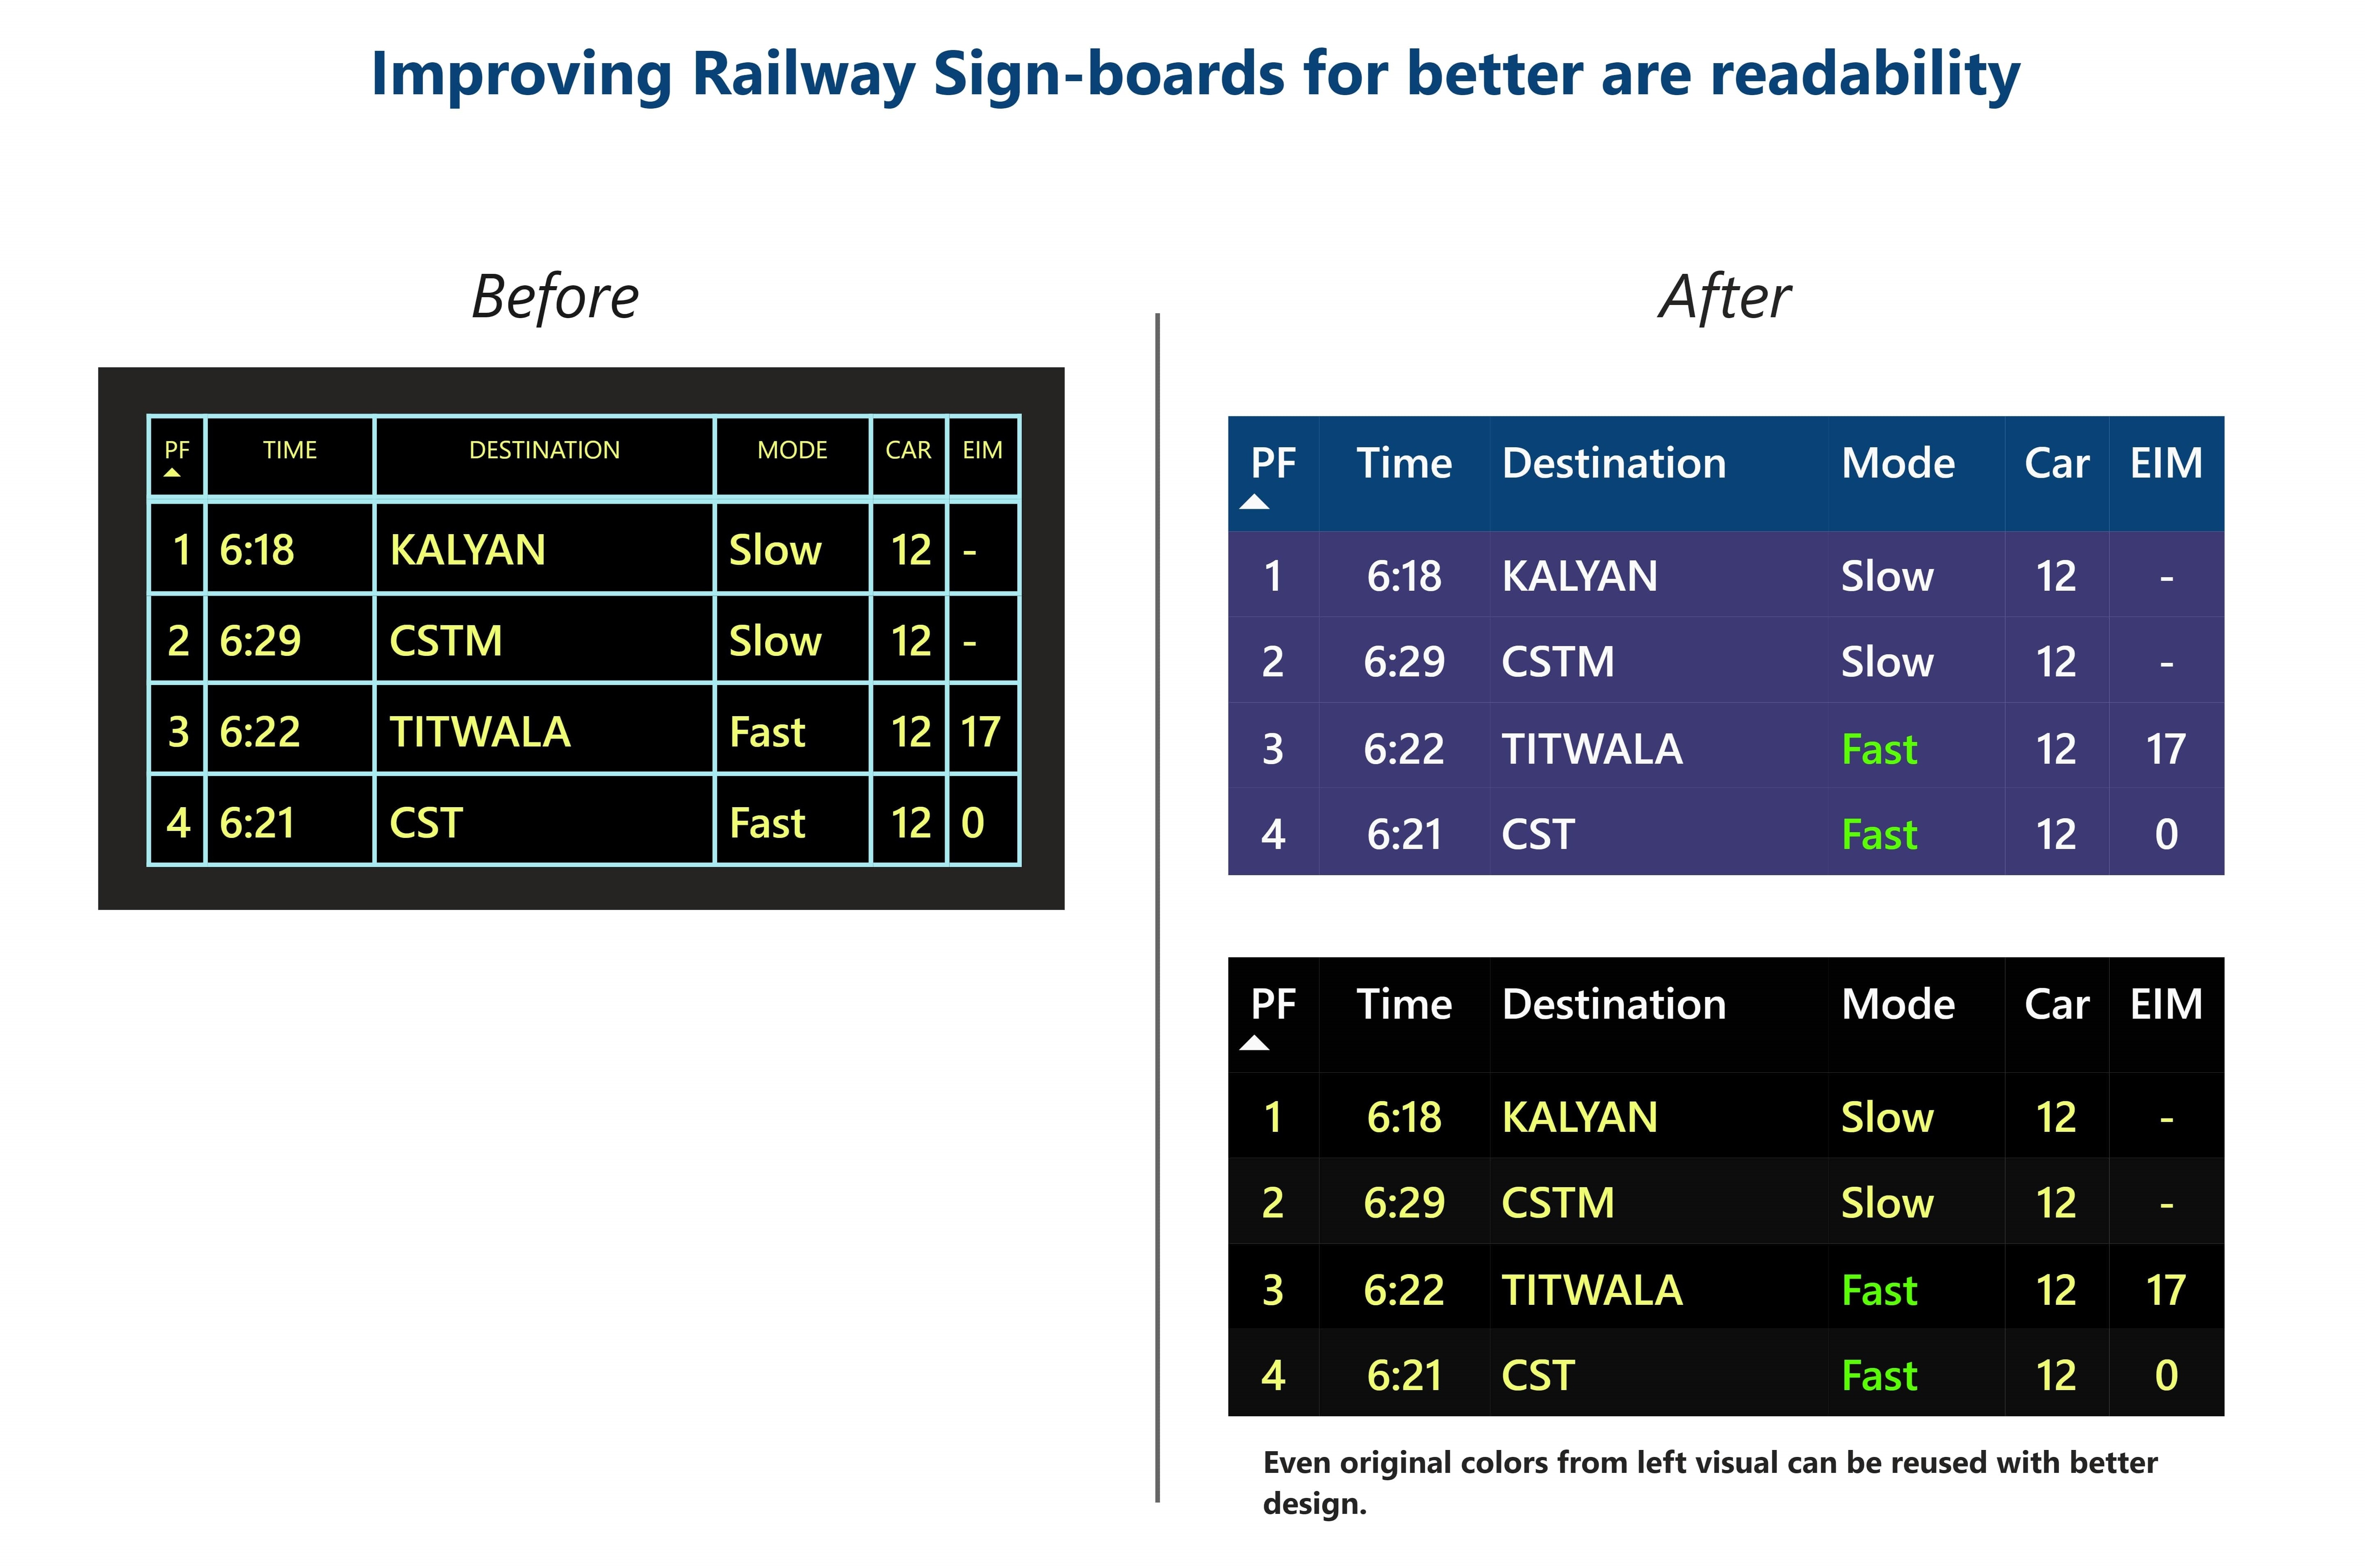 Improving Railway Sign-boards for better are readability
Before
PF TIME DESTINATION MODE CAR EIM
1 6:18 KALYAN Slow 12 -
2 6:29 CSTM Slow 12 -
3 6:22 TITWALA Fast 12 17
4 6:21 CST Fast 12 0
After
PF Time Destination Mode Car EIM
1 6:18 KALYAN Slow 12 -
2 6:29 CSTM Slow 12 -
3 6:22 TITWALA Fast 12 17
4 6:21 CST Fast 12 0
PF Time Destination Mode Car EIM
1 6:18 KALYAN Slow 12 -
2 6:29 CSTM Slow 12 -
3 6:22 TITWALA Fast 12 17
4 6:21 CST Fast 12 0
Even original colors from left visual can be reused with better
design.